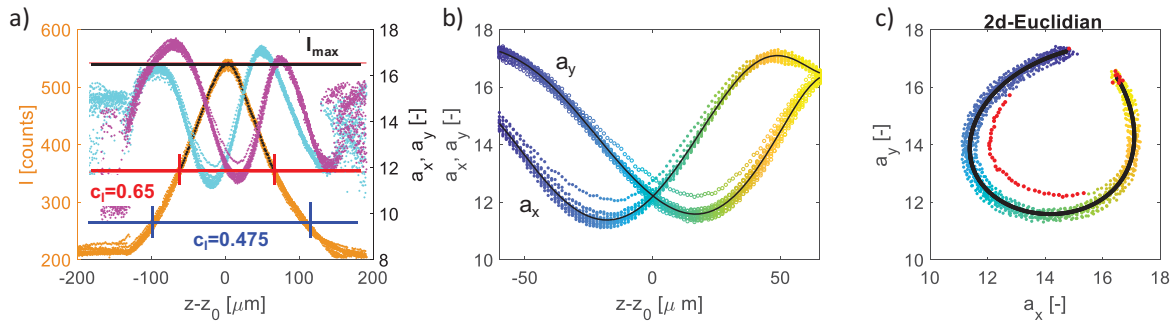 a)
600
500
400
300
200
I [counts]
18
16
14
12
10
8
a_x, a_y [-]
I_max
c_I=0.65
c_I=0.475
-200
-100
0
100
200
z-z_0 [μm]
b)
18
16
14
12
10
a_x, a_y [-]
a_y
a_x
-50
0
50
z-z_0 [μ m]
c)
2d-Euclidian
18
16
14
12
10
a_y [-]
10
12
14
16
18
a_x [-]